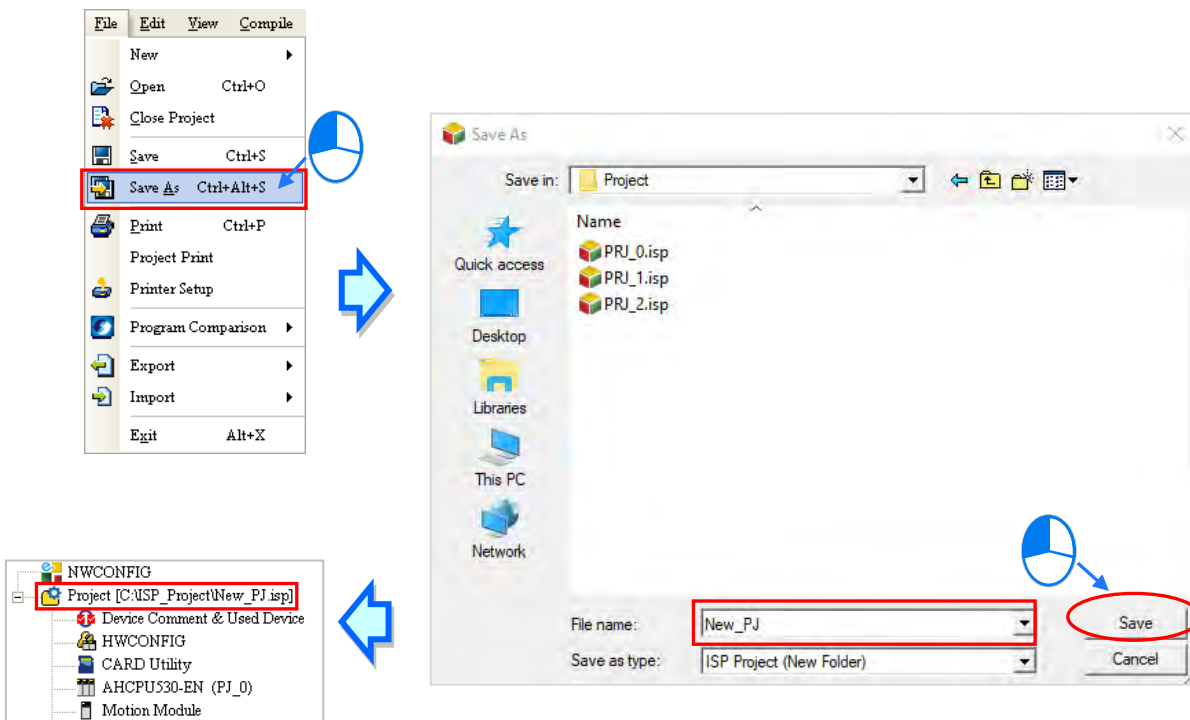 File Edit View Compile
New
Open Ctrl+O
Close Project
Save Ctrl+S
Save As Ctrl+Alt+S
Print Ctrl+P
Project Print
Printer Setup
Program Comparison
Export
Import
Exit Alt+X
Save As
Save in: Project
Name
PRJ_0.isp
PRJ_1.isp
PRJ_2.isp
Quick access
Desktop
Libraries
This PC
Network
File name: New_PJ Save
Save as type: ISP Project (New Folder) Cancel
NWCONFIG
Project [C:\ISP_Project\New_PJ.isp]
Device Comment & Used Device
HWCONFIG
CARD Utility
AHCPU530-EN (PJ_0)
Motion Module